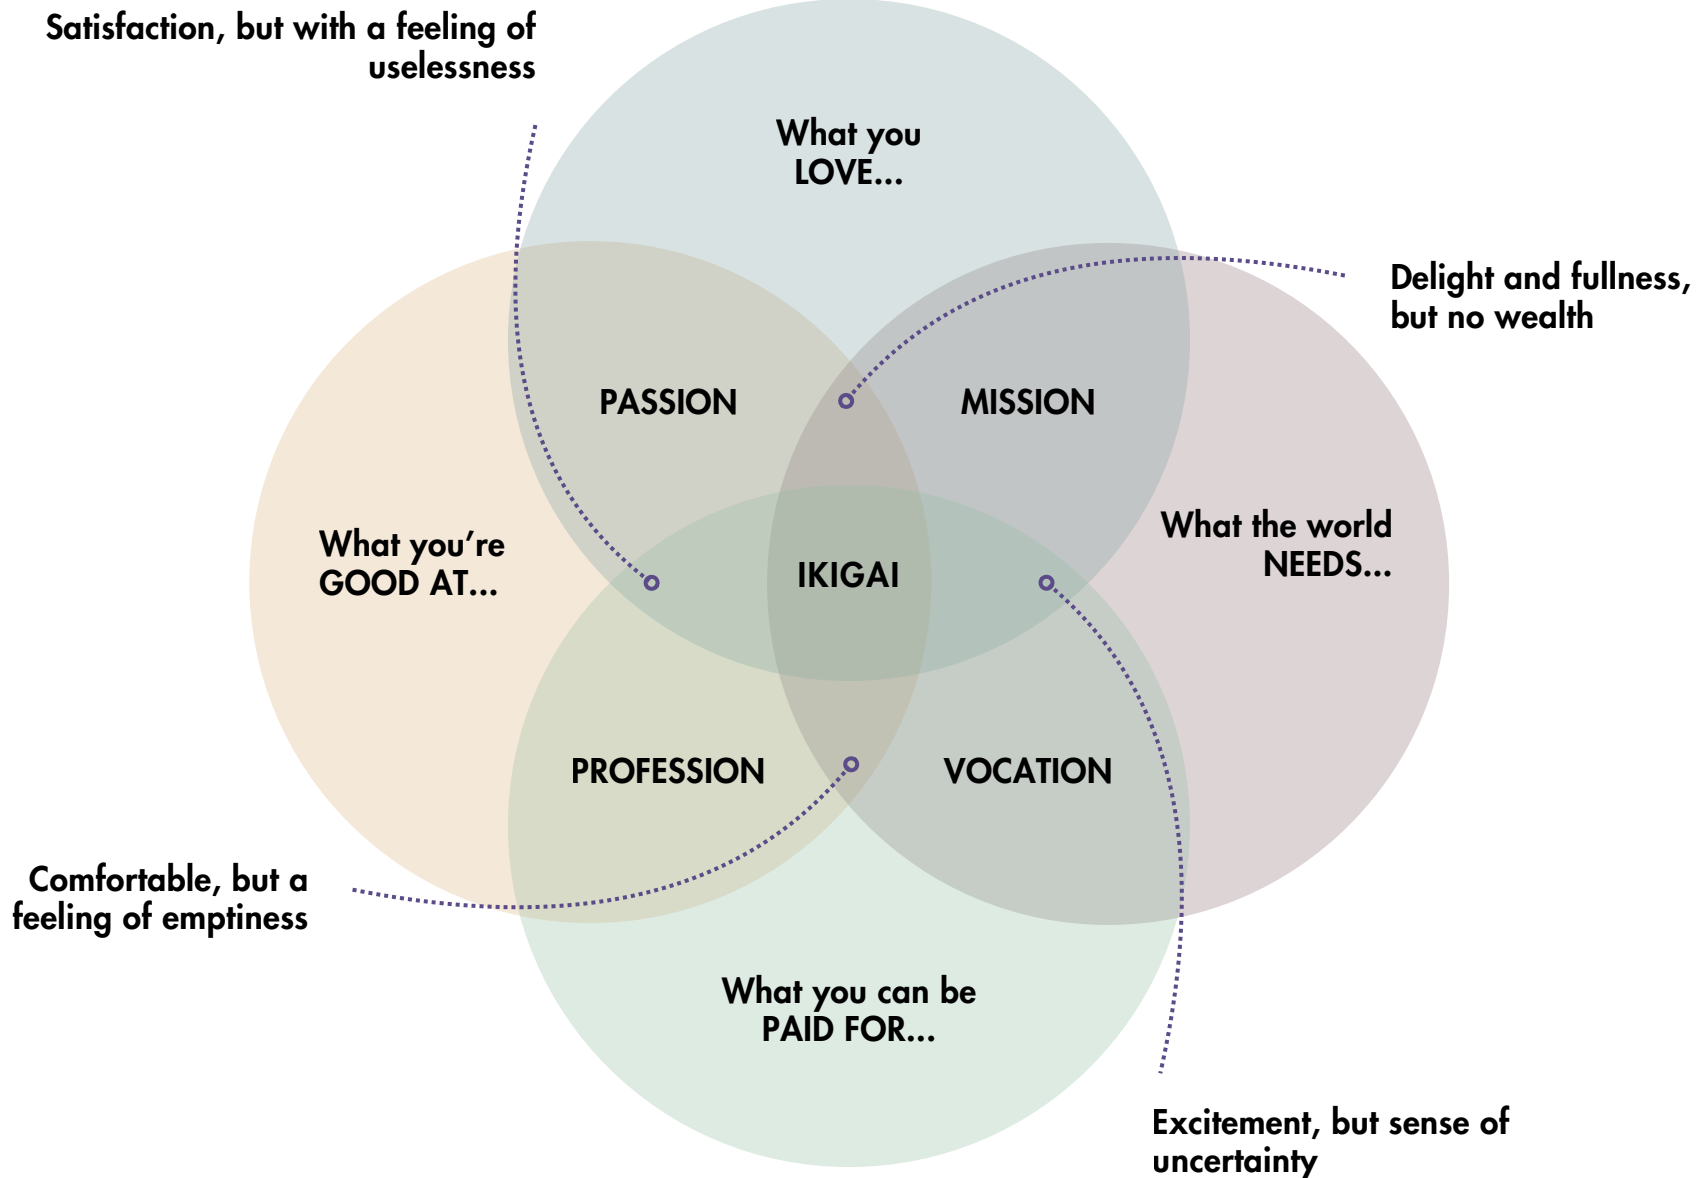 Satisfaction, but with a feeling of
uselessness
What you
LOVE...
Delight and fullness,
but no wealth
PASSION
MISSION
What you’re
GOOD AT...
IKIGAI
What the world
NEEDS...
PROFESSION
VOCATION
Comfortable, but a
feeling of emptiness
What you can be
PAID FOR...
Excitement, but sense of
uncertainty